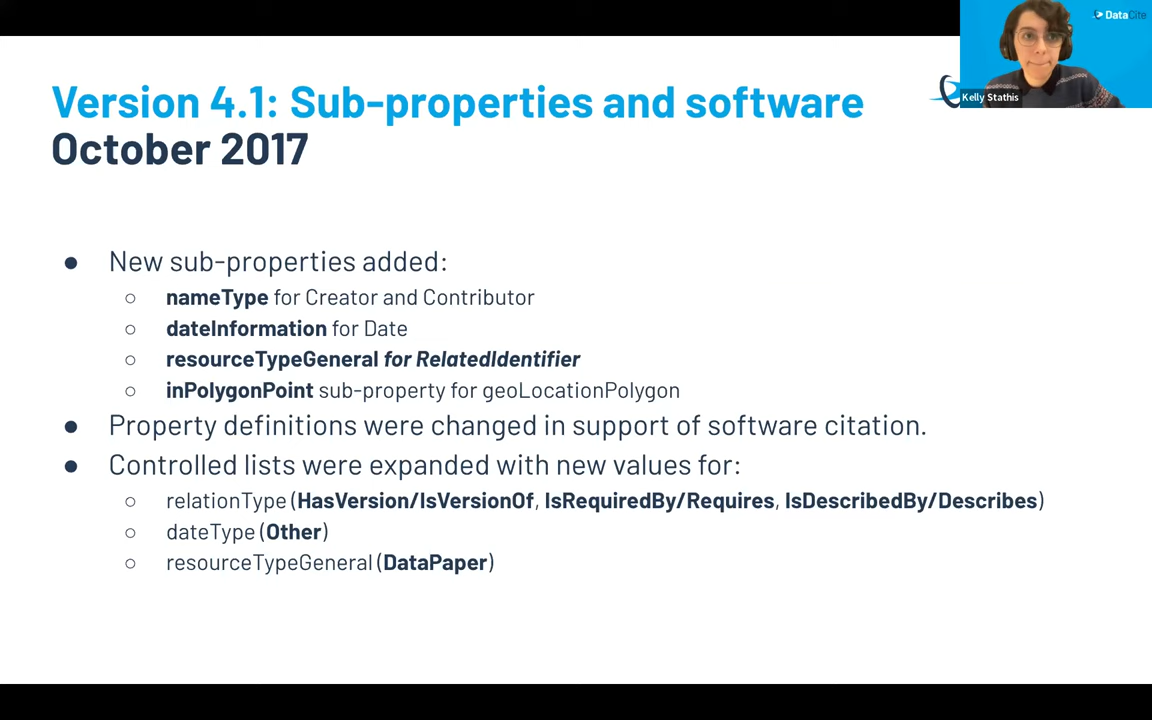 DataCite
Kelly Stathis
Version 4.1: Sub-properties and software
October 2017
● New sub-properties added:
○ nameType for Creator and Contributor
○ dateInformation for Date
○ resourceTypeGeneral for RelatedIdentifier
○ inPolygonPoint sub-property for geoLocationPolygon
● Property definitions were changed in support of software citation.
● Controlled lists were expanded with new values for:
○ relationType (HasVersion/IsVersionOf, IsRequiredBy/Requires, IsDescribedBy/Describes)
○ dateType (Other)
○ resourceTypeGeneral (DataPaper)